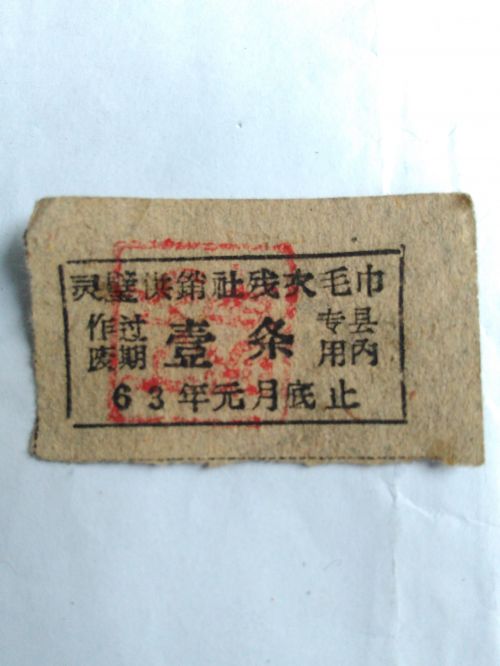 灵璧供銷社残次毛巾
过期
作废
壹条
县内
专用
63年元月底止